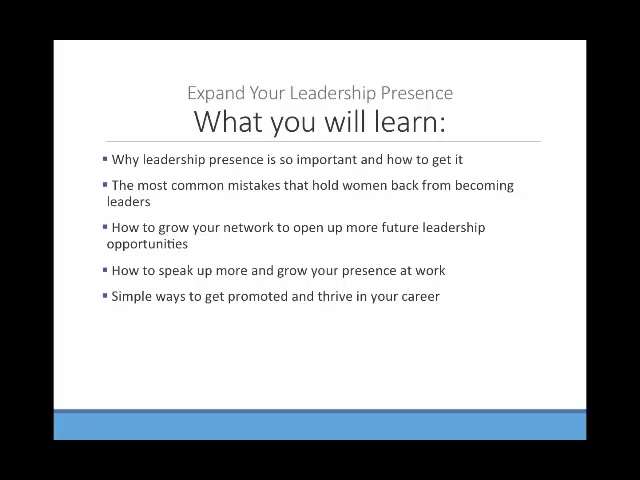 Expand Your Leadership Presence
What you will learn:
▪ Why leadership presence is so important and how to get it
▪ The most common mistakes that hold women back from becoming
leaders
▪ How to grow your network to open up more future leadership
opportunities
▪ How to speak up more and grow your presence at work
▪ Simple ways to get promoted and thrive in your career